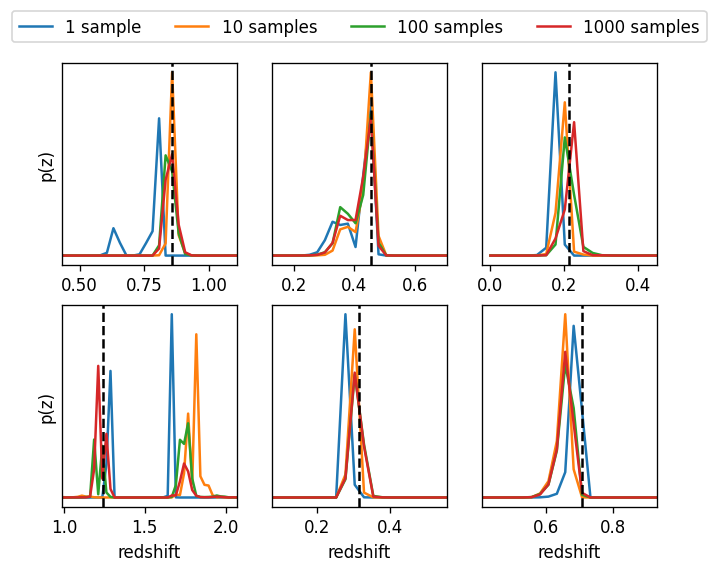 1 sample 10 samples 100 samples 1000 samples
p(z)
0.50 0.75 1.00 0.2 0.4 0.6 0.0 0.2 0.4
p(z)
1.0 1.5 2.0 0.2 0.4 0.6 0.8
redshift redshift redshift